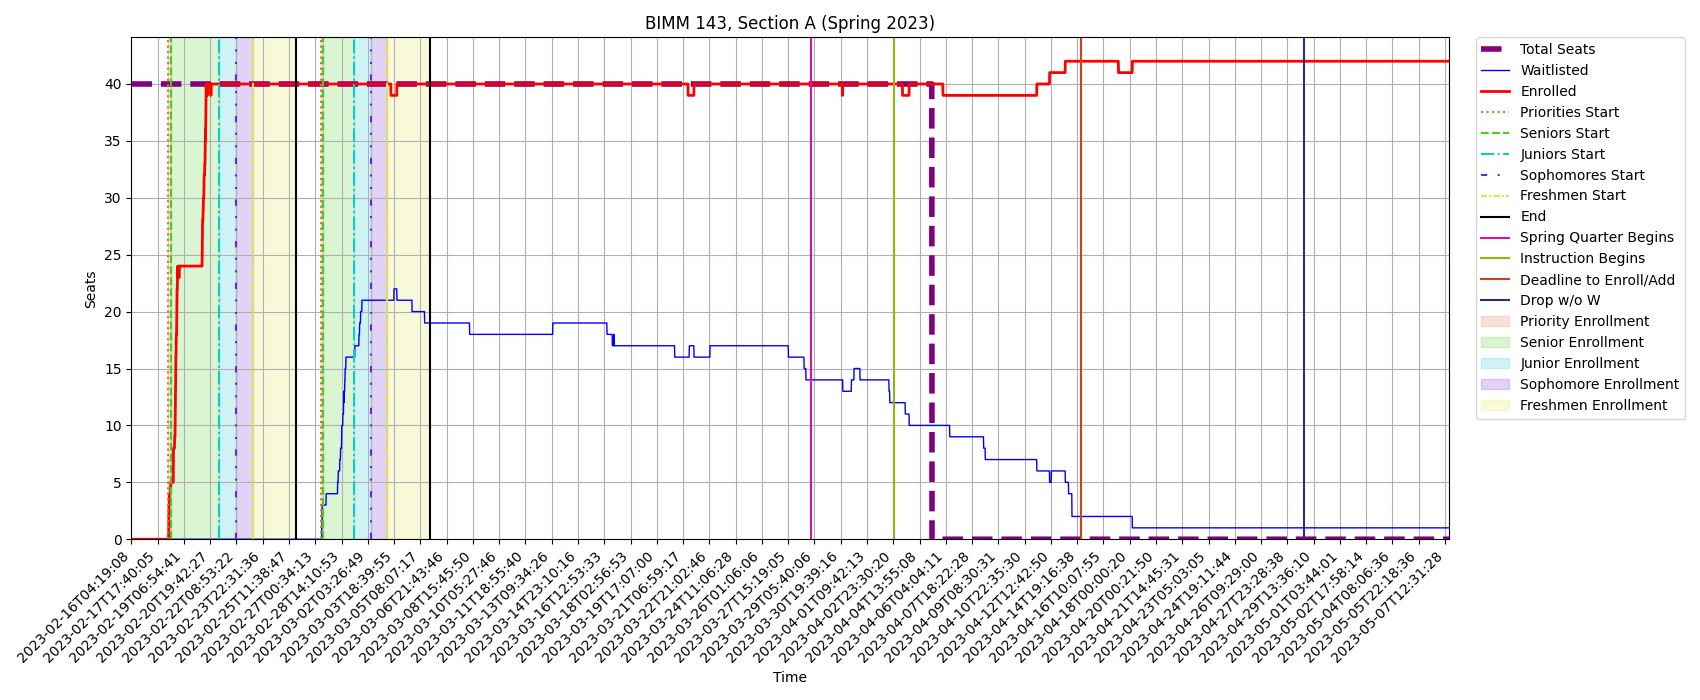 BIMM 143, Section A (Spring 2023)
Seats
40
35
30
25
20
15
10
5
0
2023-02-16T04:19:08
2023-02-17T17:40:05
2023-02-19T06:54:41
2023-02-20T19:42:27
2023-02-22T08:53:22
2023-02-23T22:31:36
2023-02-25T11:38:47
2023-02-27T00:34:13
2023-02-28T14:10:53
2023-03-02T03:26:49
2023-03-03T18:39:55
2023-03-05T08:07:17
2023-03-06T21:43:46
2023-03-08T15:45:50
2023-03-10T05:27:46
2023-03-11T18:55:40
2023-03-13T09:34:26
2023-03-14T23:10:16
2023-03-16T12:53:33
2023-03-18T02:56:53
2023-03-19T17:07:00
2023-03-21T06:59:17
2023-03-22T21:02:46
2023-03-24T11:06:28
2023-03-26T01:06:06
2023-03-27T15:19:05
2023-03-29T05:40:06
2023-03-30T19:39:16
2023-04-01T09:42:13
2023-04-02T23:30:20
2023-04-04T13:55:08
2023-04-06T04:04:11
2023-04-07T18:22:28
2023-04-09T08:30:31
2023-04-10T22:35:30
2023-04-12T12:42:50
2023-04-14T19:16:38
2023-04-16T10:07:55
2023-04-18T00:00:20
2023-04-20T00:21:50
2023-04-21T14:45:31
2023-04-23T05:03:05
2023-04-24T19:11:44
2023-04-26T09:29:00
2023-04-27T23:28:38
2023-04-29T13:36:10
2023-05-01T03:44:01
2023-05-02T17:58:14
2023-05-04T08:06:36
2023-05-05T22:18:36
2023-05-07T12:31:28
Time
Total Seats
Waitlisted
Enrolled
Priorities Start
Seniors Start
Juniors Start
Sophomores Start
Freshmen Start
End
Spring Quarter Begins
Instruction Begins
Deadline to Enroll/Add
Drop w/o W
Priority Enrollment
Senior Enrollment
Junior Enrollment
Sophomore Enrollment
Freshmen Enrollment